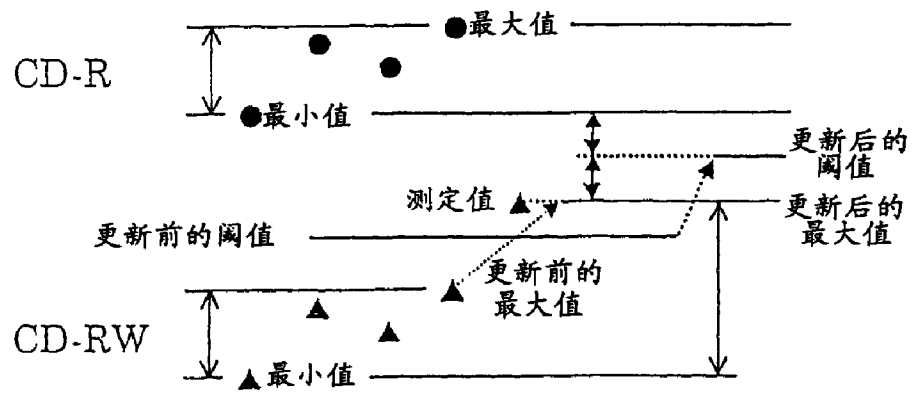 最大值
CD-R
最小值
更新后的
阈值
测定值
更新后的
最大值
更新前的阈值
更新前的
最大值
CD-RW
最小值